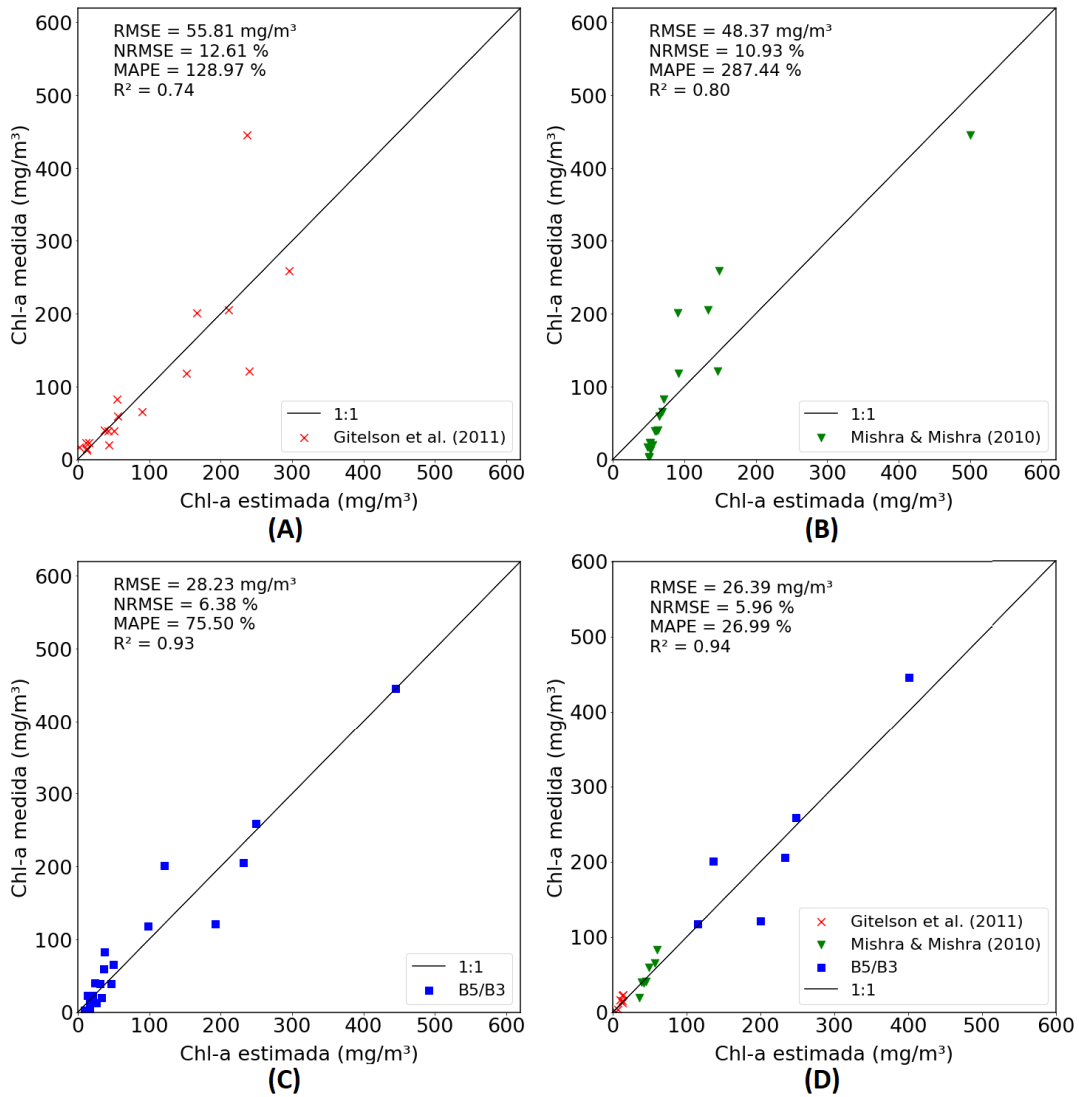 RMSE = 55.81 mg/m³
NRMSE = 12.61 %
MAPE = 128.97 %
R² = 0.74
600
500
400
300
200
100
0
Chl-a medida (mg/m³)
1:1
Gitelson et al. (2011)
0 100 200 300 400 500 600
Chl-a estimada (mg/m³)
(A)
RMSE = 48.37 mg/m³
NRMSE = 10.93 %
MAPE = 287.44 %
R² = 0.80
600
500
400
300
200
100
0
Chl-a medida (mg/m³)
1:1
Mishra & Mishra (2010)
0 100 200 300 400 500 600
Chl-a estimada (mg/m³)
(B)
RMSE = 28.23 mg/m³
NRMSE = 6.38 %
MAPE = 75.50 %
R² = 0.93
600
500
400
300
200
100
0
Chl-a medida (mg/m³)
1:1
B5/B3
0 100 200 300 400 500 600
Chl-a estimada (mg/m³)
(C)
RMSE = 26.39 mg/m³
NRMSE = 5.96 %
MAPE = 26.99 %
R² = 0.94
600
500
400
300
200
100
0
Chl-a medida (mg/m³)
Gitelson et al. (2011)
Mishra & Mishra (2010)
B5/B3
1:1
0 100 200 300 400 500 600
Chl-a estimada (mg/m³)
(D)